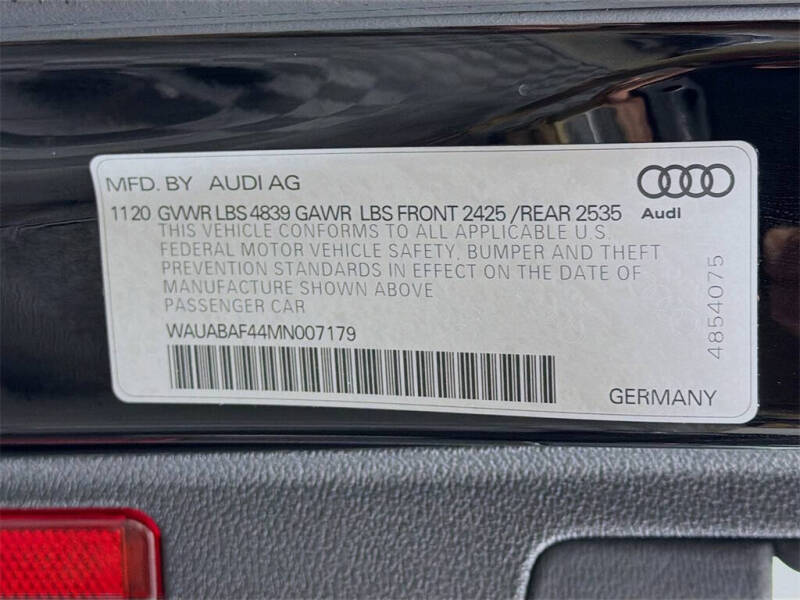 MFD. BY AUDI AG
Audi
1120 GVWR LBS 4839 GAWR LBS FRONT 2425 /REAR 2535
THIS VEHICLE CONFORMS TO ALL APPLICABLE U.S.
FEDERAL MOTOR VEHICLE SAFETY, BUMPER AND THEFT
PREVENTION STANDARDS IN EFFECT ON THE DATE OF
MANUFACTURE SHOWN ABOVE
PASSENGER CAR
WAUABAF44MN007179
4854075
GERMANY